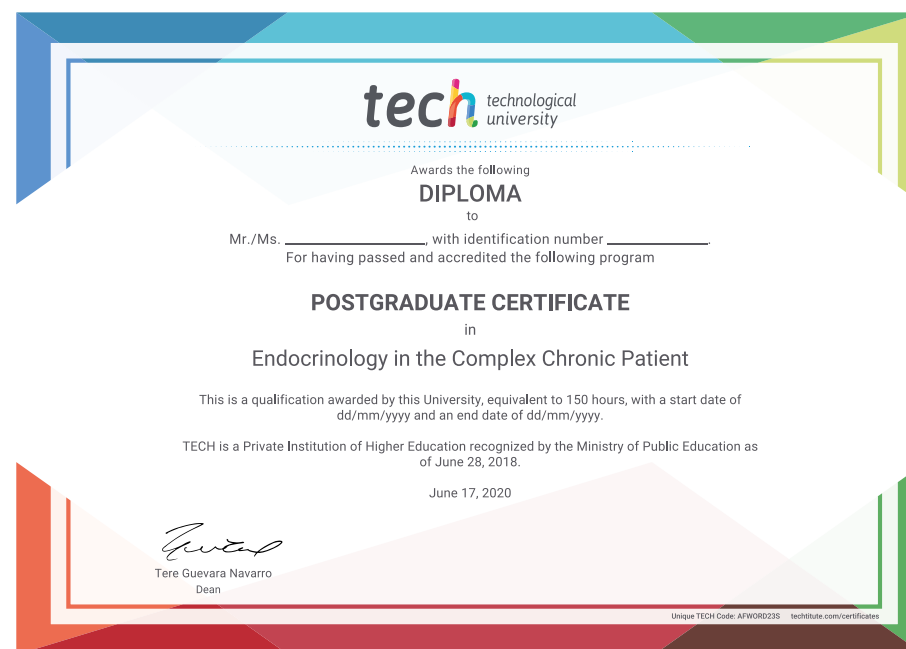 tech technological
university
Awards the following
DIPLOMA
to
Mr./Ms. ____________________, with identification number ______________.
For having passed and accredited the following program
POSTGRADUATE CERTIFICATE
in
Endocrinology in the Complex Chronic Patient
This is a qualification awarded by this University, equivalent to 150 hours, with a start date of
dd/mm/yyyy and an end date of dd/mm/yyyy.
TECH is a Private Institution of Higher Education recognized by the Ministry of Public Education as
of June 28, 2018.
June 17, 2020
Tere Guevara Navarro
Dean
Unique TECH Code: AFWORD23S techtitute.com/certificates